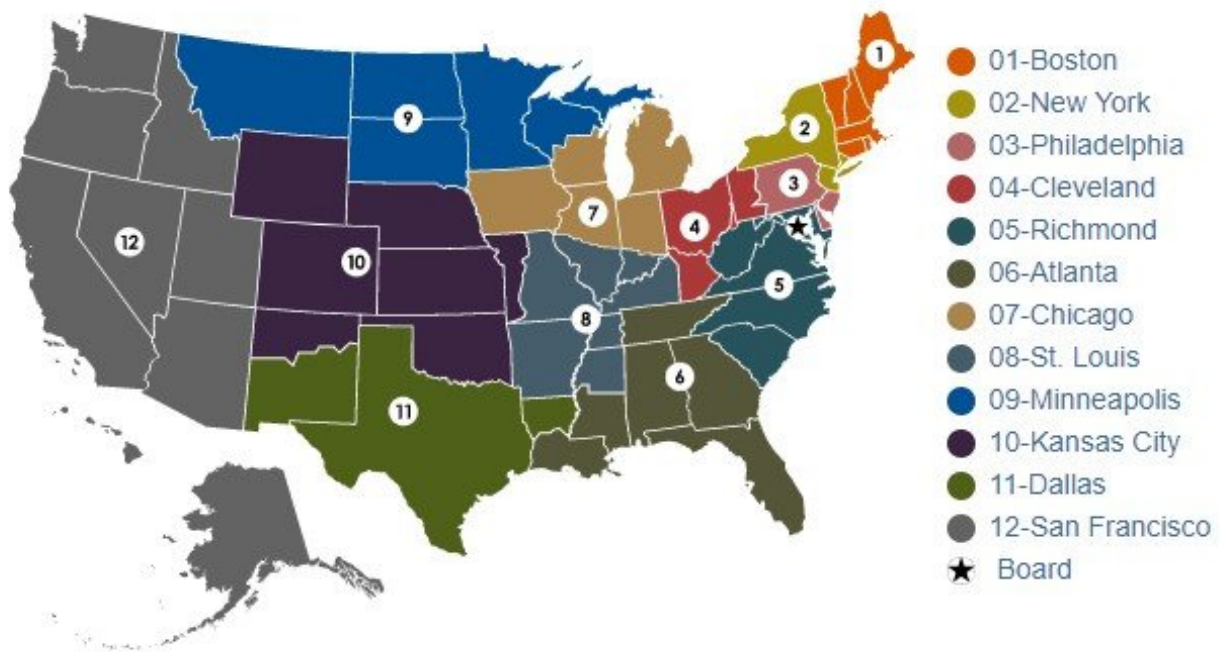 1
2
3
4
5
6
7
8
9
10
11
12
01-Boston
02-New York
03-Philadelphia
04-Cleveland
05-Richmond
06-Atlanta
07-Chicago
08-St. Louis
09-Minneapolis
10-Kansas City
11-Dallas
12-San Francisco
Board